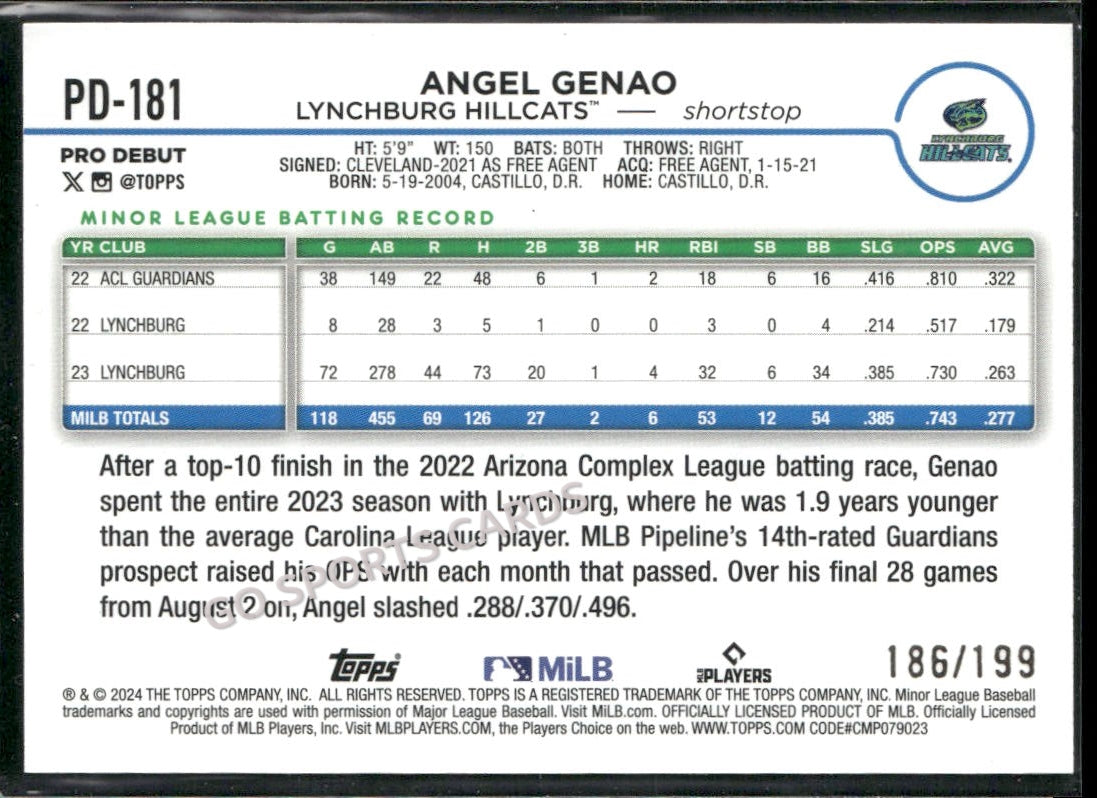 PD-181
ANGEL GENAO
LYNCHBURG HILLCATS™ — shortstop
LYNCHBURG
HILLCATS
PRO DEBUT
@TOPPS
HT: 5'9" WT: 150 BATS: BOTH THROWS: RIGHT
SIGNED: CLEVELAND-2021 AS FREE AGENT ACQ: FREE AGENT, 1-15-21
BORN: 5-19-2004, CASTILLO, D.R. HOME: CASTILLO, D.R.
MINOR LEAGUE BATTING RECORD
YR CLUB G AB R H 2B 3B HR RBI SB BB SLG OPS AVG
22 ACL GUARDIANS 38 149 22 48 6 1 2 18 6 16 .416 .810 .322
22 LYNCHBURG 8 28 3 5 1 0 0 3 0 4 .214 .517 .179
23 LYNCHBURG 72 278 44 73 20 1 4 32 6 34 .385 .730 .263
MILB TOTALS 118 455 69 126 27 2 6 53 12 54 .385 .743 .277
After a top-10 finish in the 2022 Arizona Complex League batting race, Genao
spent the entire 2023 season with Lynchburg, where he was 1.9 years younger
than the average Carolina League player. MLB Pipeline's 14th-rated Guardians
prospect raised his OPS with each month that passed. Over his final 28 games
from August 2 on, Angel slashed .288/.370/.496.
GO SPORTS CARDS
Topps MiLB MLB PLAYERS 186/199
® & © 2024 THE TOPPS COMPANY, INC. ALL RIGHTS RESERVED. TOPPS IS A REGISTERED TRADEMARK OF THE TOPPS COMPANY, INC. Minor League Baseball
trademarks and copyrights are used with permission of Major League Baseball. Visit MiLB.com. OFFICIALLY LICENSED PRODUCT OF MLB. Officially Licensed
Product of MLB Players, Inc. Visit MLBPLAYERS.COM, the Players Choice on the web. WWW.TOPPS.COM CODE#CMP079023